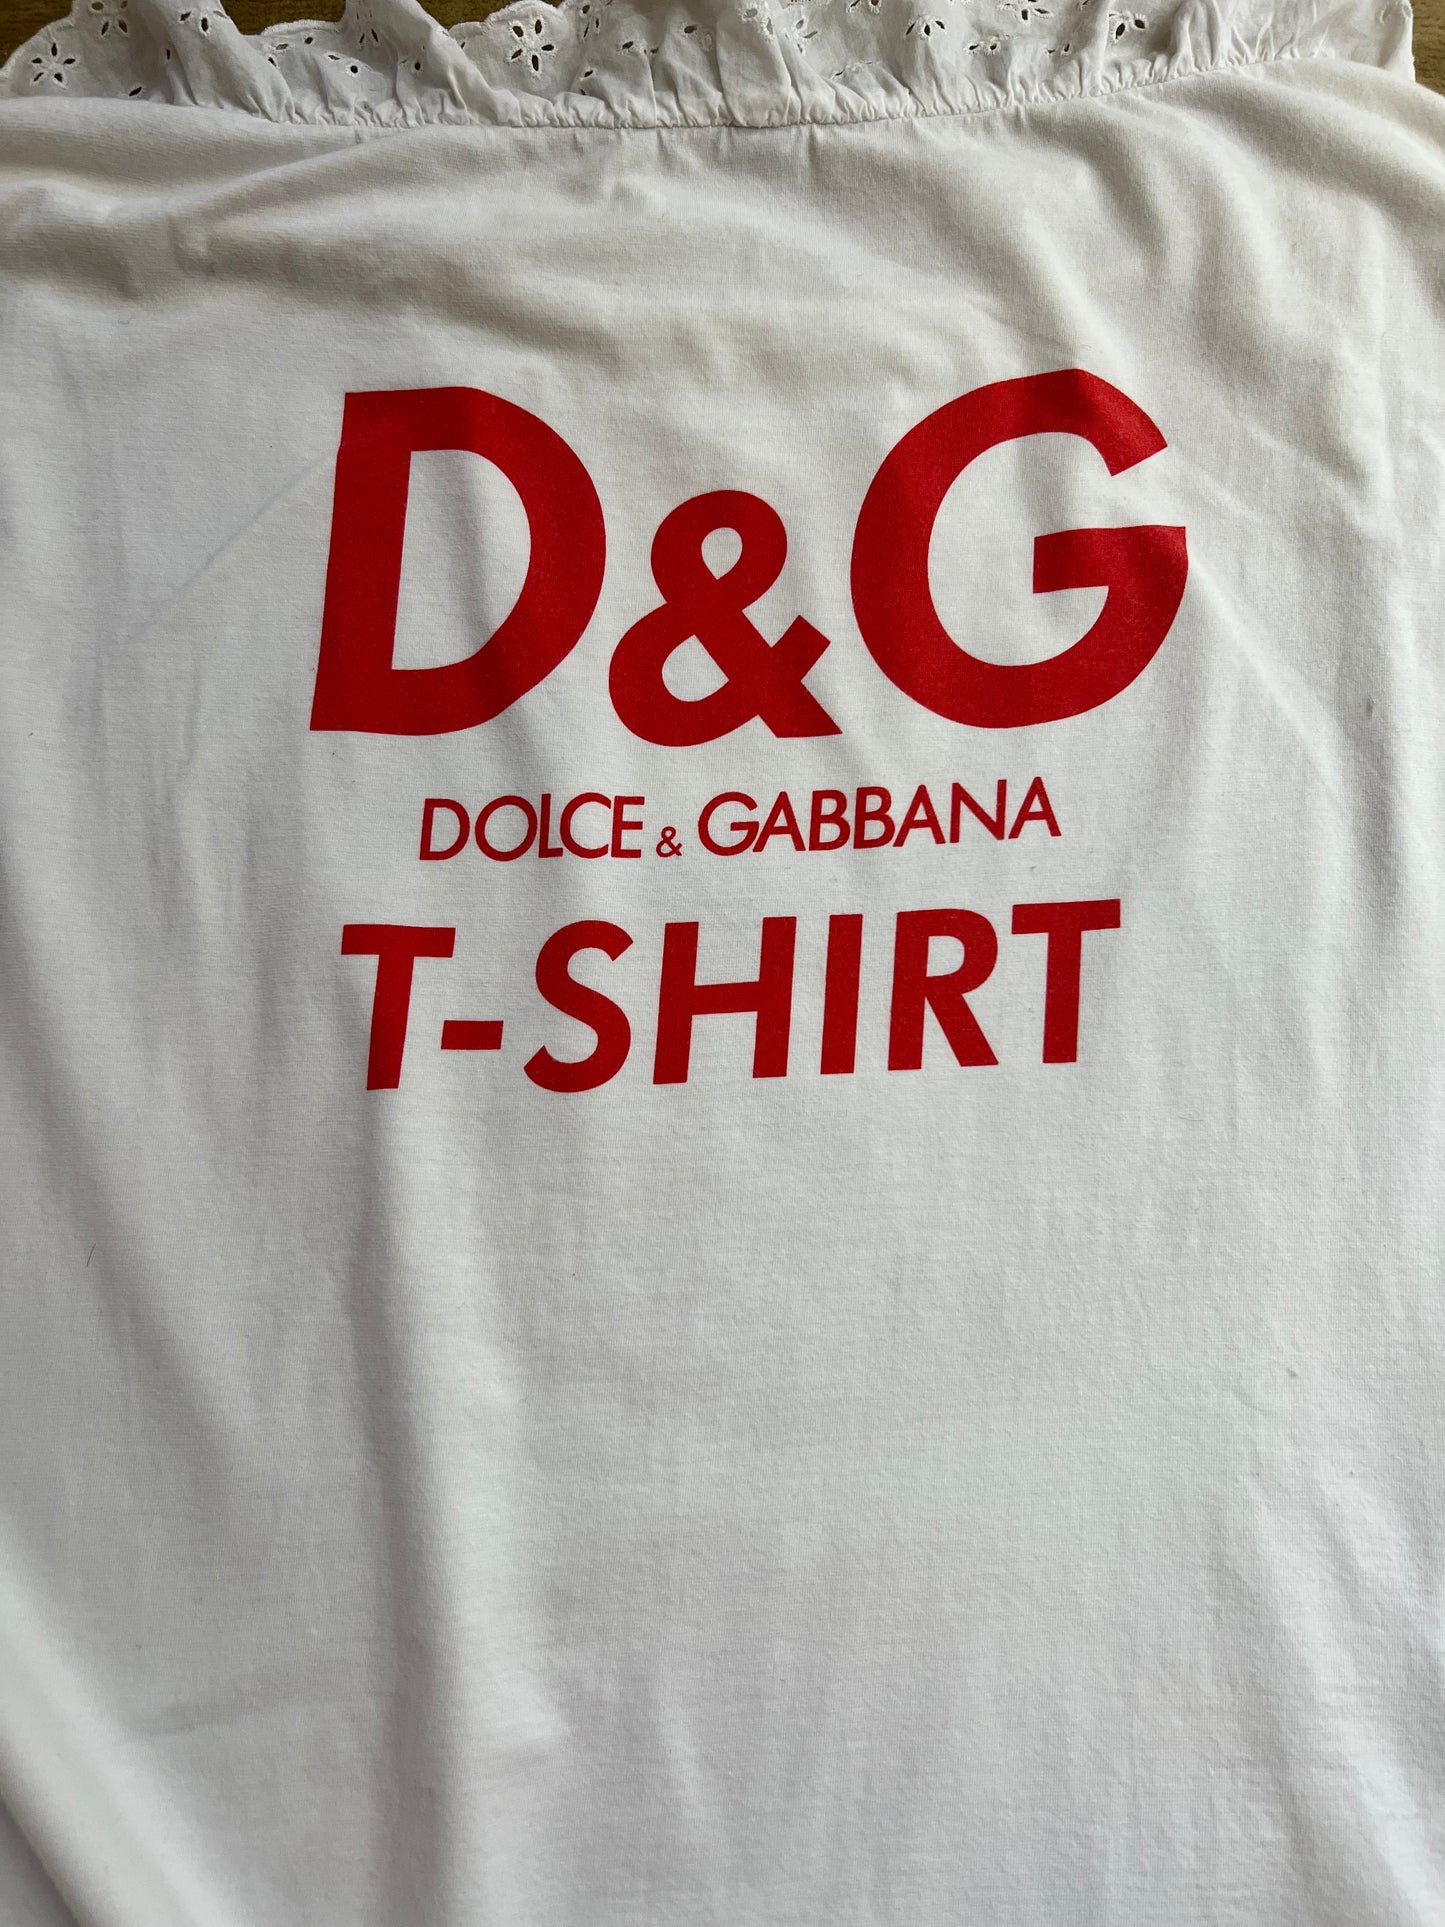 D&G
DOLCE & GABBANA
T-SHIRT